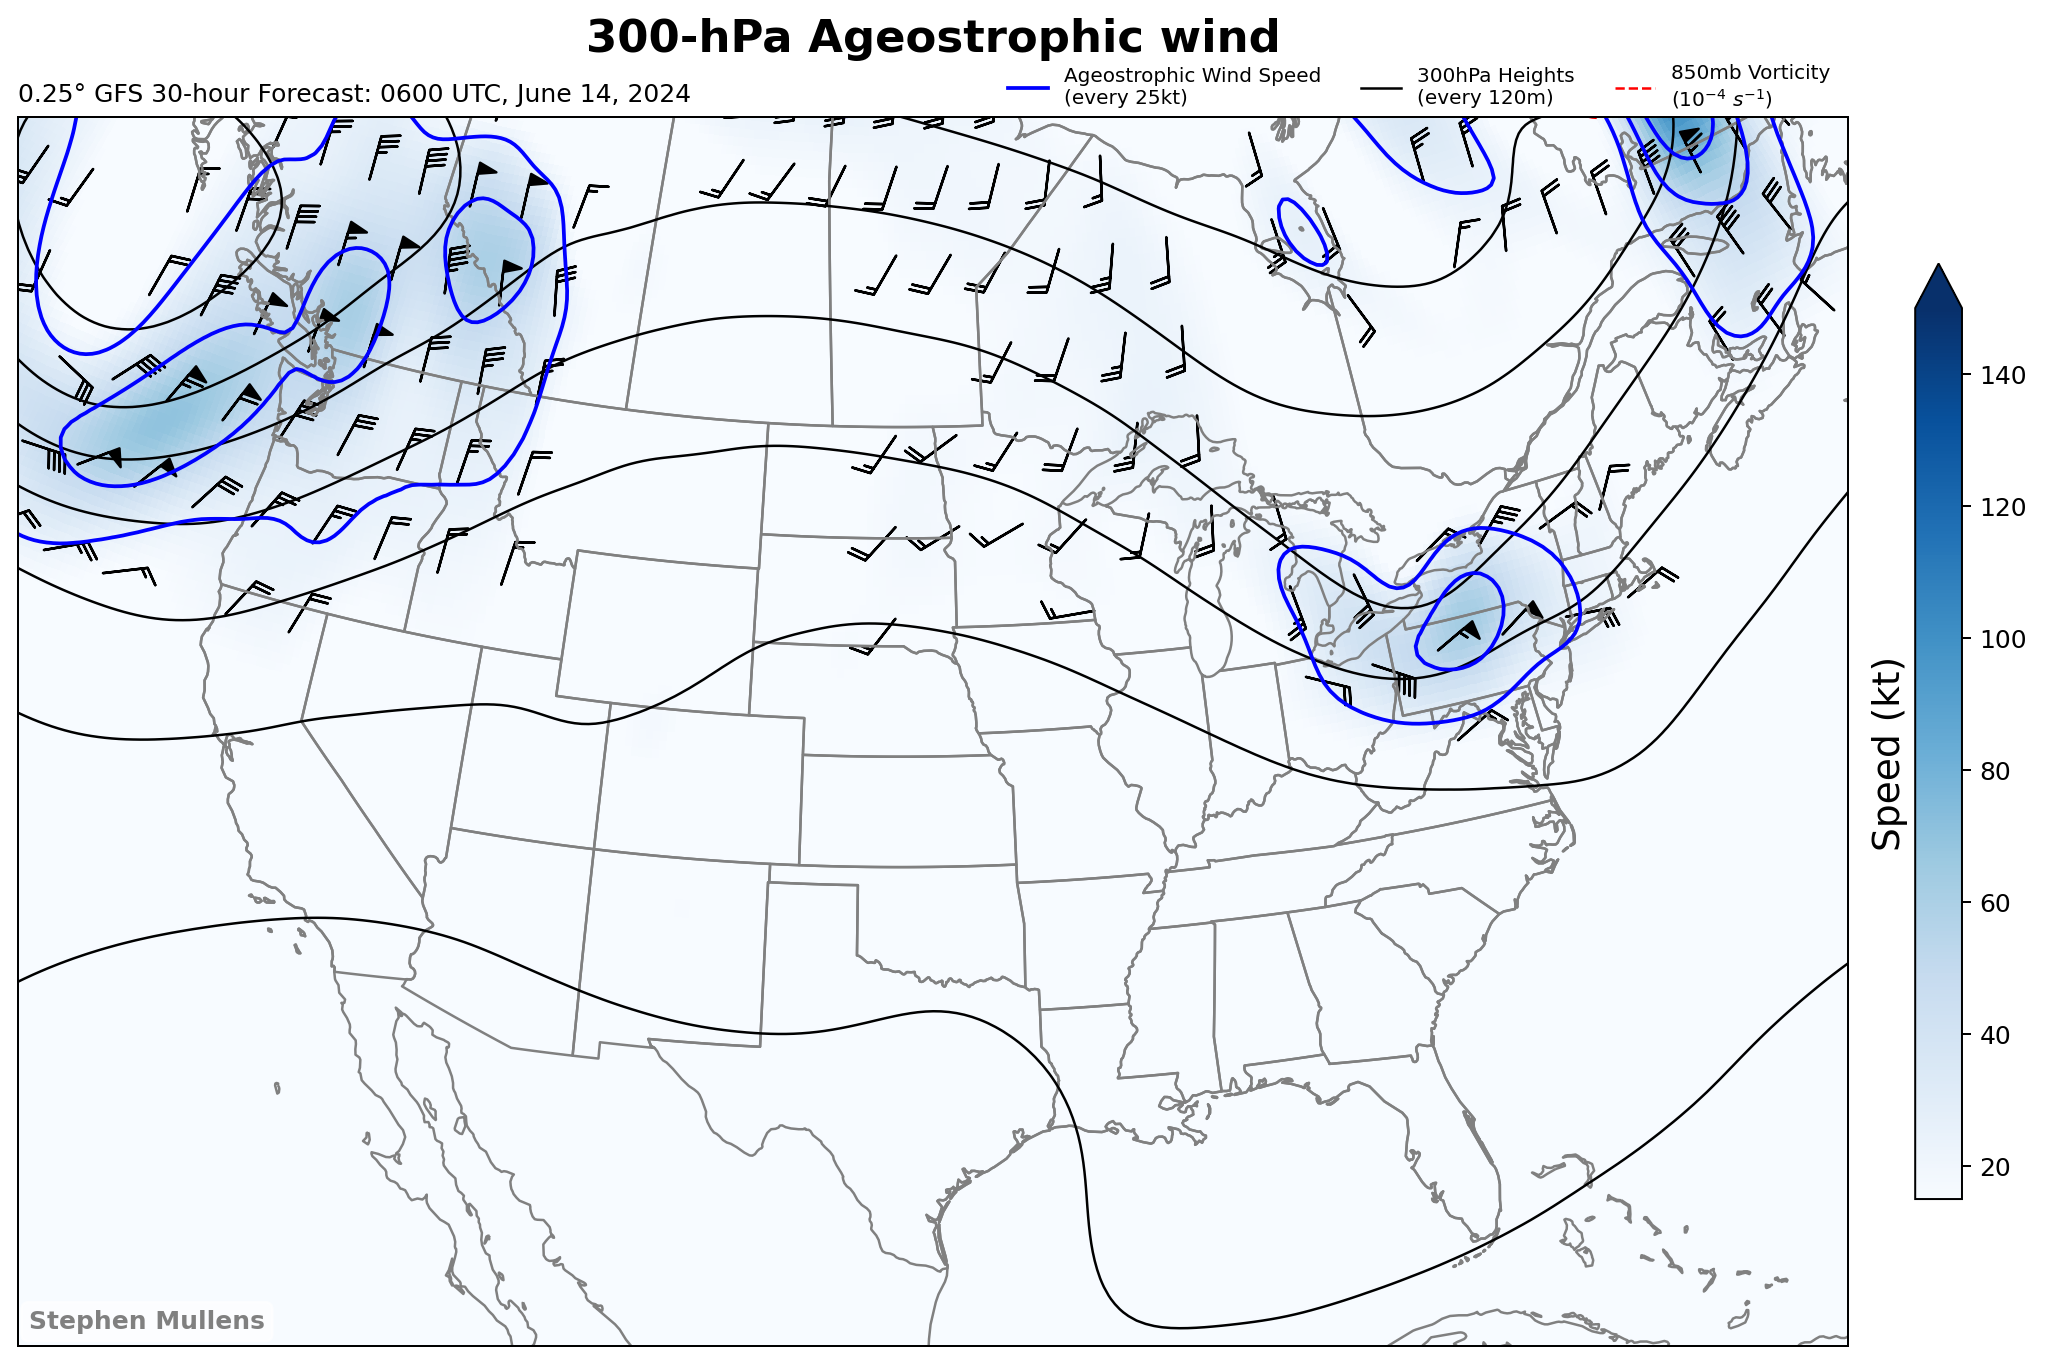 300-hPa Ageostrophic wind
0.25° GFS 30-hour Forecast: 0600 UTC, June 14, 2024
Ageostrophic Wind Speed
(every 25kt)
300hPa Heights
(every 120m)
850mb Vorticity
(10⁻⁴ s⁻¹)
140
120
100
80
60
40
20
Speed (kt)
Stephen Mullens